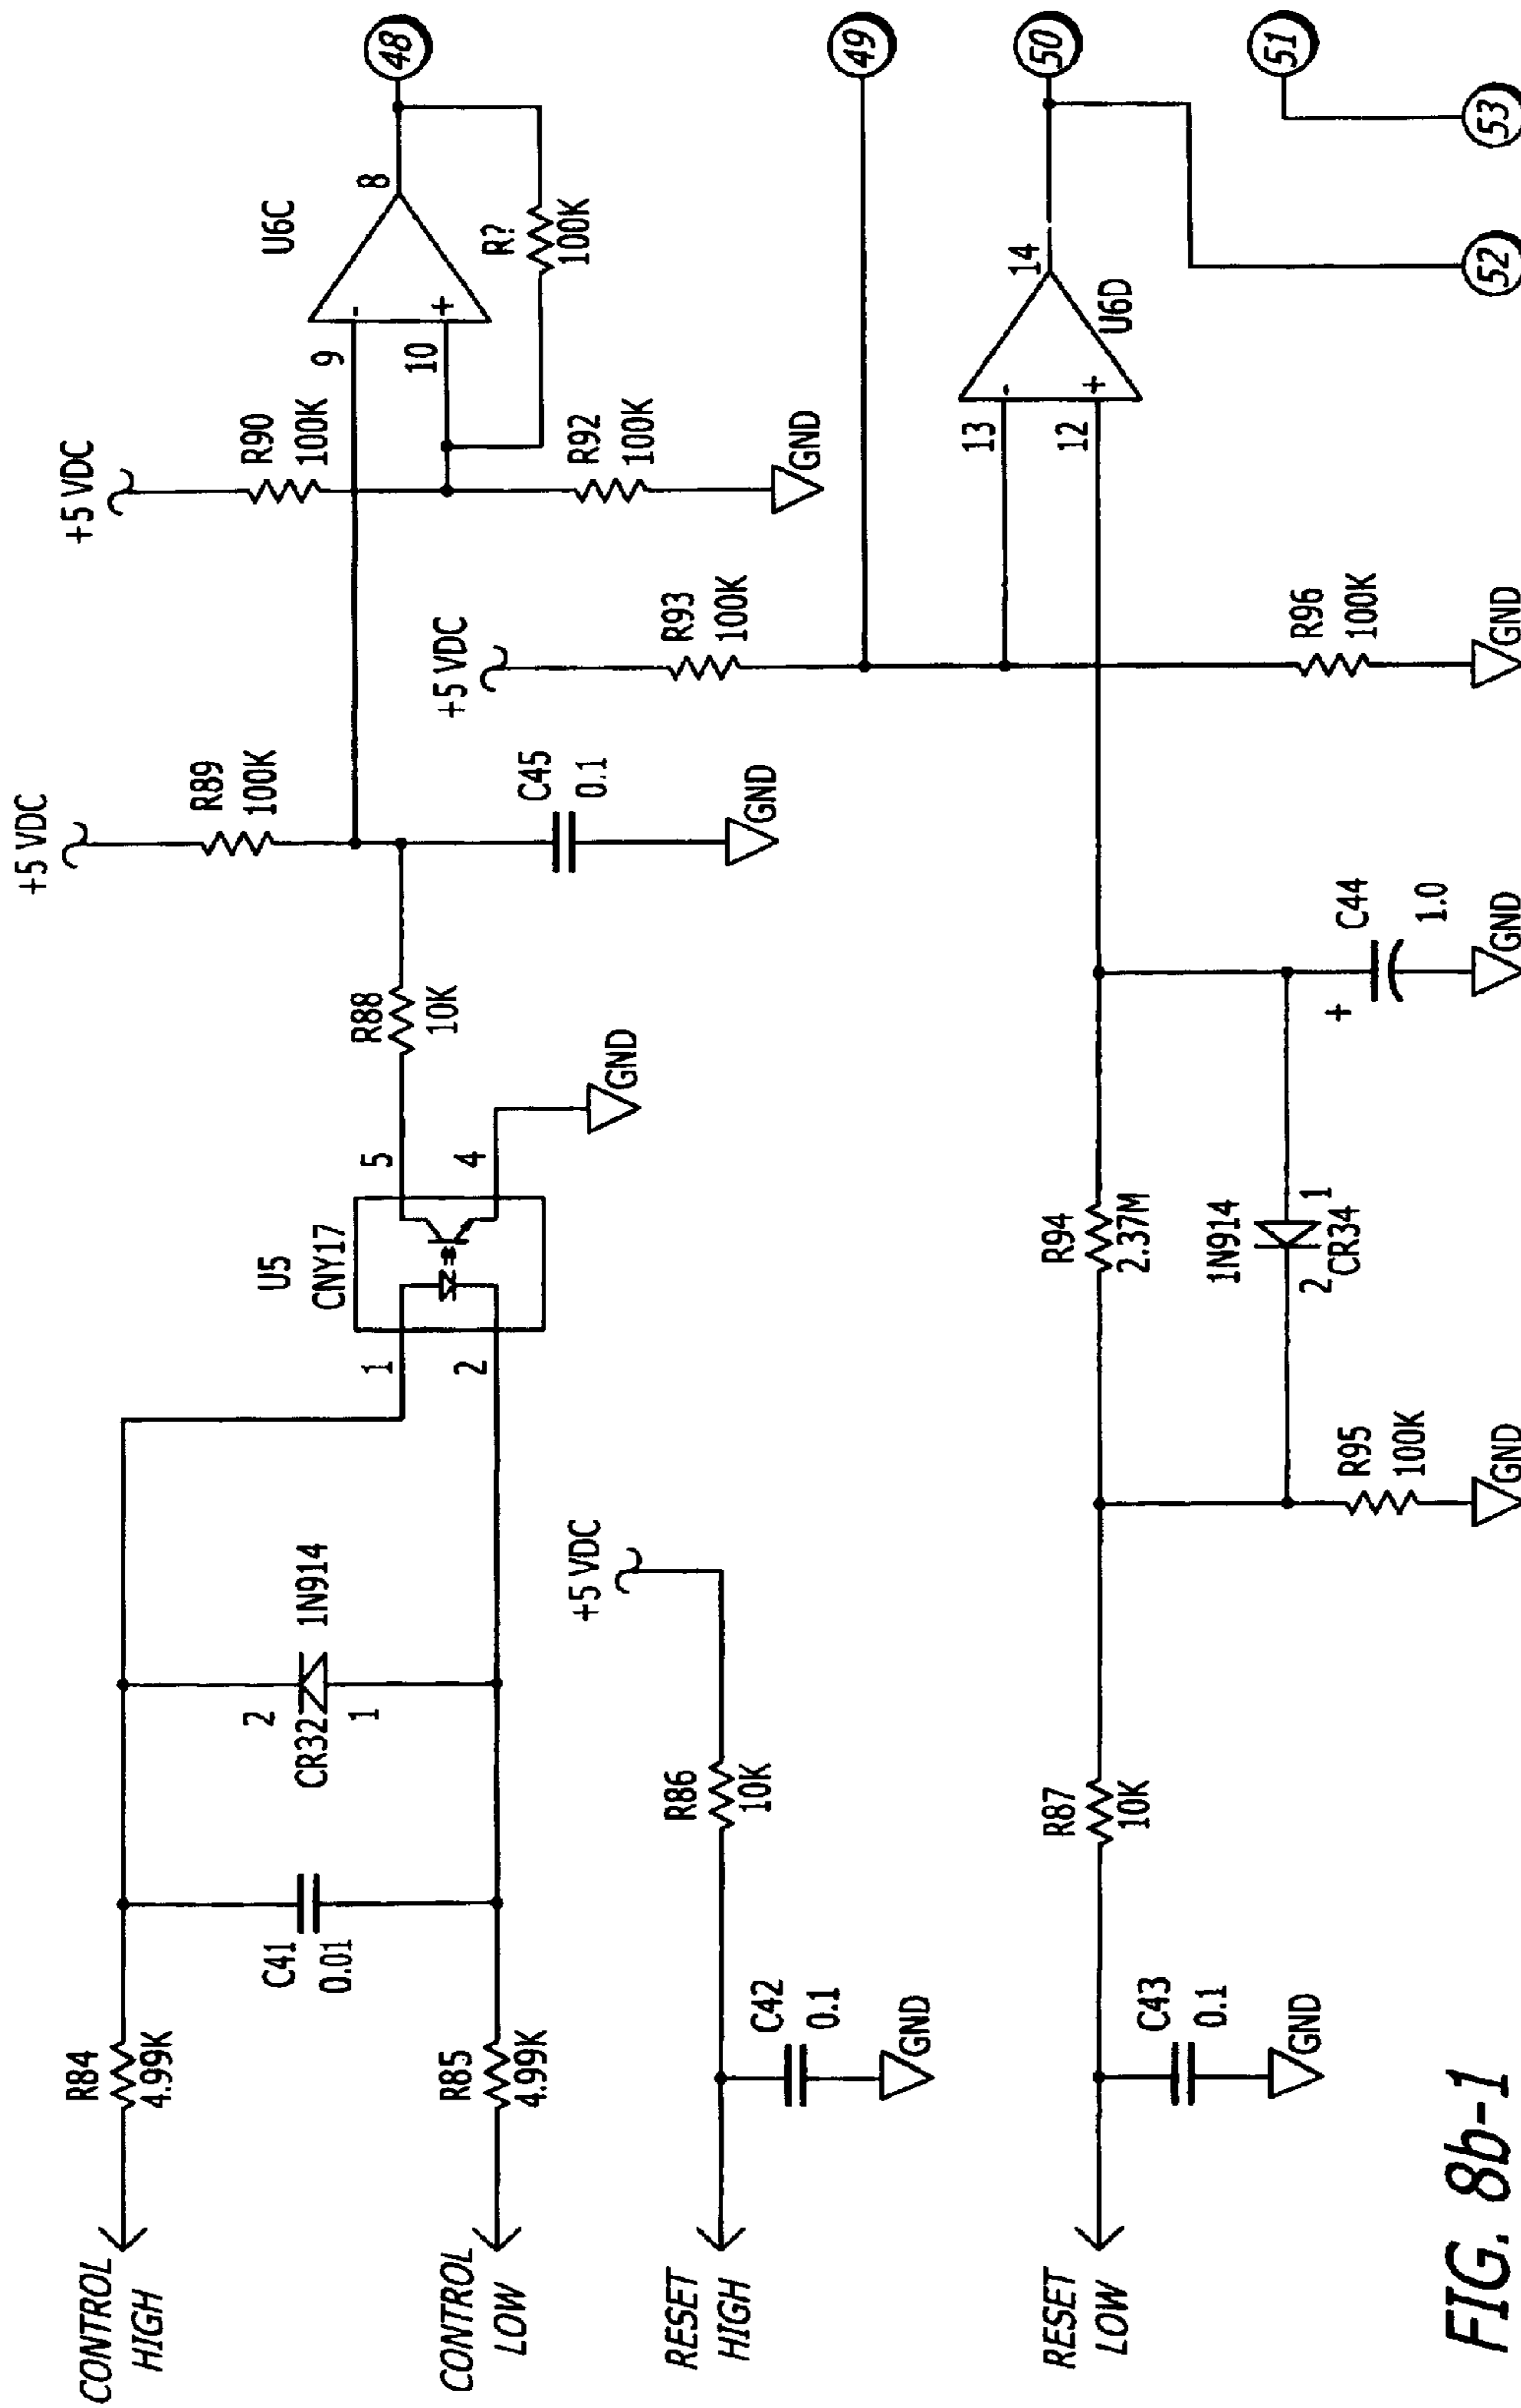 CONTROL
HIGH
R84
4.99K
C41
0.01
2
CR32
1
1N914
CONTROL
LOW
R85
4.99K
1
2
U5
CNY17
5
4
GND
R88
10K
+5 VDC
R89
100K
C45
0.1
GND
+5 VDC
R90
100K
R92
100K
GND
9
10
-
+
U6C
8
R?
100K
48
RESET
HIGH
C42
0.1
GND
R86
10K
+5 VDC
RESET
LOW
C43
0.1
GND
R87
10K
R95
100K
GND
R94
2.37M
1N914
2
1
CR34
+
C44
1.0
GND
+5 VDC
R93
100K
R96
100K
GND
13
12
-
+
14
U6D
49
50
51
52
53
FIG. 8b-1